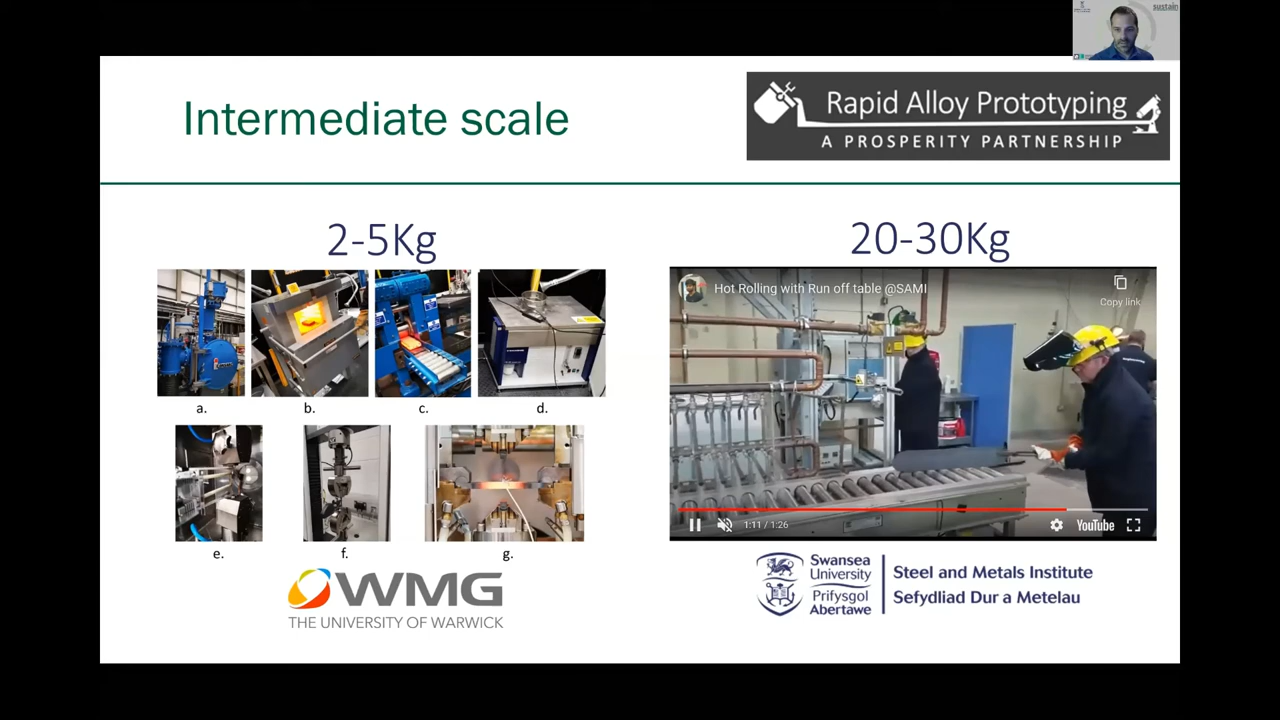 sustain
Intermediate scale
Rapid Alloy Prototyping
A PROSPERITY PARTNERSHIP
2-5Kg
20-30Kg
Hot Rolling with Run off table @SAMI
Copy link
a.
b.
c.
d.
e.
f.
g.
1:11 / 1:26
YouTube
WMG
THE UNIVERSITY OF WARWICK
Swansea
University
Prifysgol
Abertawe
Steel and Metals Institute
Sefydliad Dur a Metelau